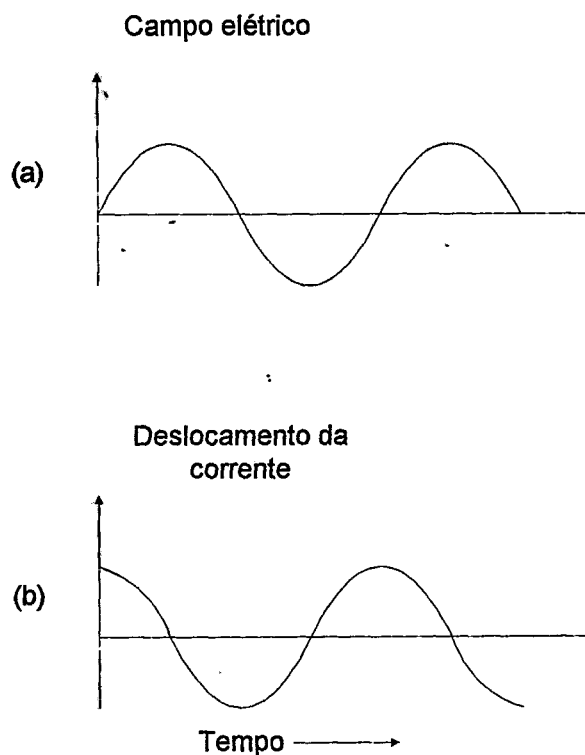 Campo elétrico
(a)
Deslocamento da
corrente
(b)
Tempo